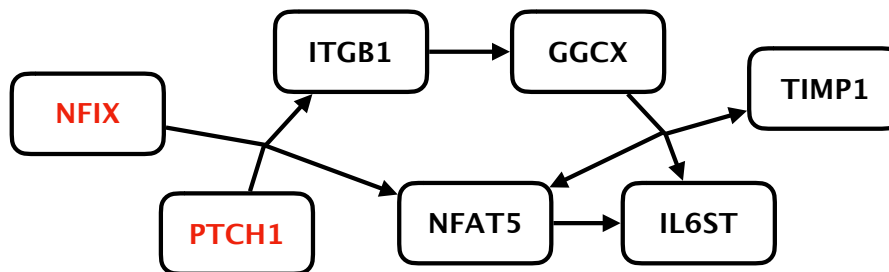 ITGB1
GGCX
TIMP1
NFIX
PTCH1
NFAT5
IL6ST